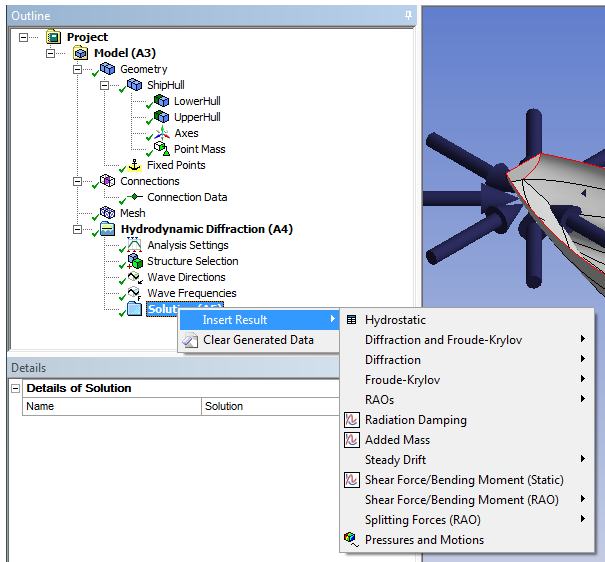 Outline
Project
Model (A3)
Geometry
ShipHull
LowerHull
UpperHull
Axes
Point Mass
Fixed Points
Connections
Connection Data
Mesh
Hydrodynamic Diffraction (A4)
Analysis Settings
Structure Selection
Wave Directions
Wave Frequencies
Solution (A5)
Insert Result
Clear Generated Data
Hydrostatic
Diffraction and Froude-Krylov
Diffraction
Froude-Krylov
RAOs
Radiation Damping
Added Mass
Steady Drift
Shear Force/Bending Moment (Static)
Shear Force/Bending Moment (RAO)
Splitting Forces (RAO)
Pressures and Motions
Details
Details of Solution
Name Solution